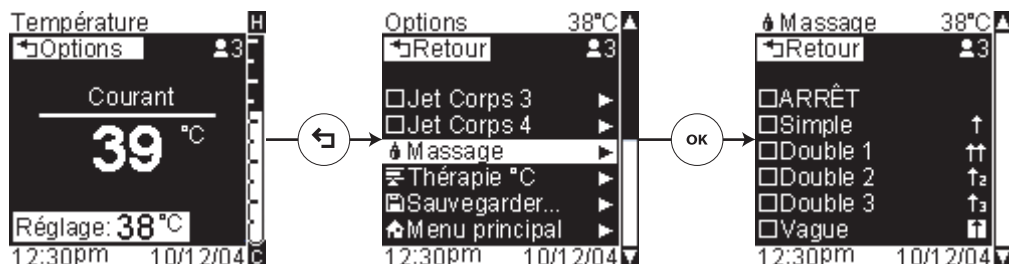 Température H
Options 3
Courant
39 °C
Réglage: 38 °C
12:30pm 10/12/04 C
Options 38°C
Retour 3
Jet Corps 3
Jet Corps 4
Massage
Thérapie °C
Sauvegarder...
Menu principal
12:30pm 10/12/04
OK
Massage 38°C
Retour 3
ARRÊT
Simple
Double 1
Double 2 2
Double 3 3
Vague
12:30pm 10/12/04